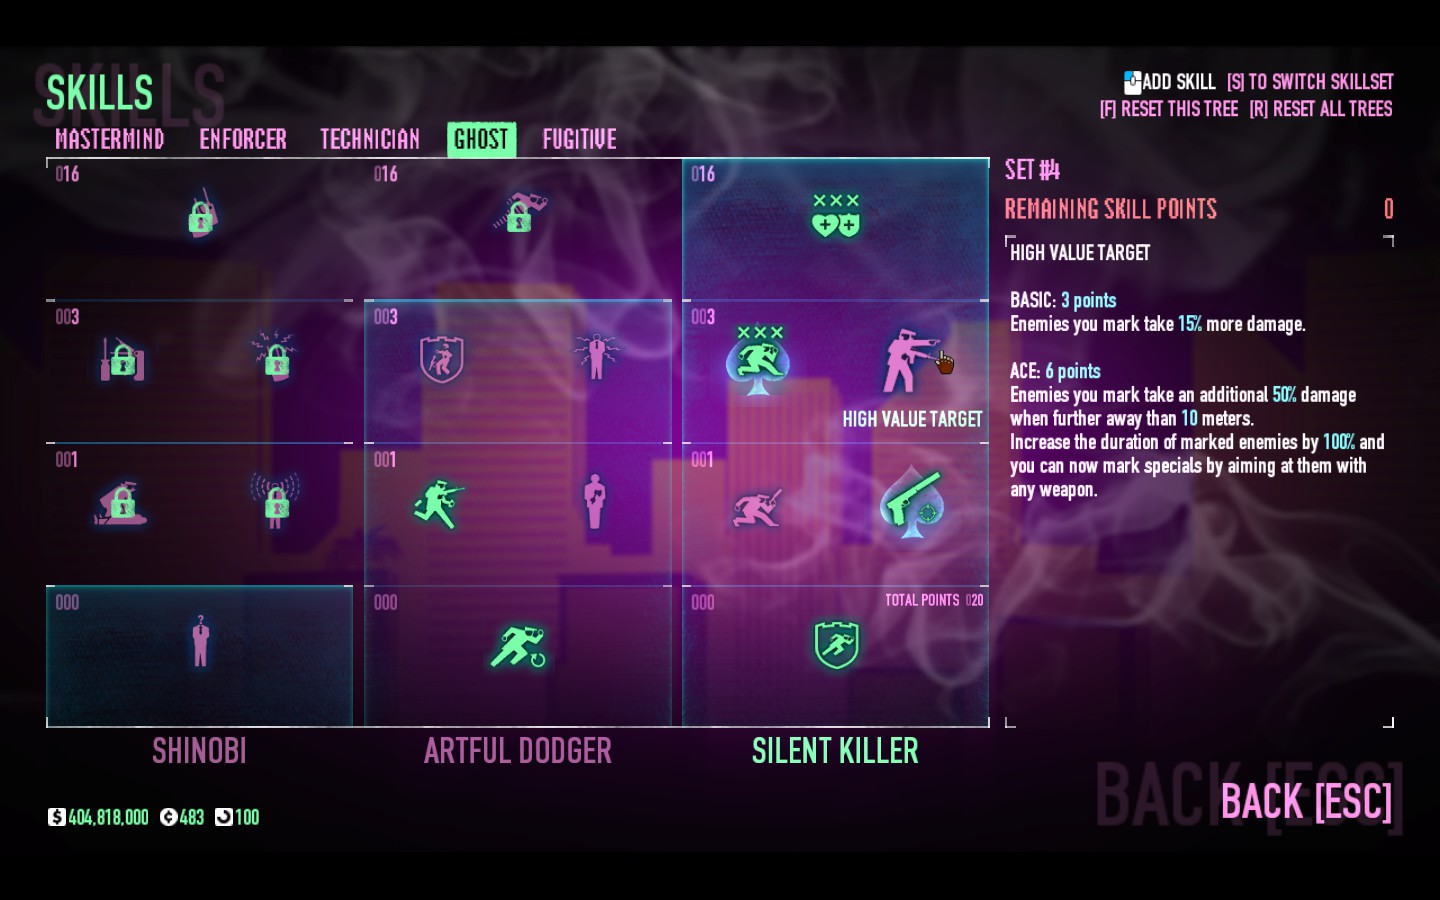 SKILLS
ADD SKILL [S] TO SWITCH SKILLSET
[F] RESET THIS TREE [R] RESET ALL TREES
MASTERMIND ENFORCER TECHNICIAN GHOST FUGITIVE
SET #4
REMAINING SKILL POINTS 0
016 016 016
HIGH VALUE TARGET
BASIC: 3 points
Enemies you mark take 15% more damage.
ACE: 6 points
Enemies you mark take an additional 50% damage
when further away than 10 meters.
Increase the duration of marked enemies by 100% and
you can now mark specials by aiming at them with
any weapon.
003 003 003
HIGH VALUE TARGET
001 001 001
000 000 000 TOTAL POINTS 020
SHINOBI ARTFUL DODGER SILENT KILLER
$ 404,818,000 483 100
BACK [ESC]
BACK [ESC]